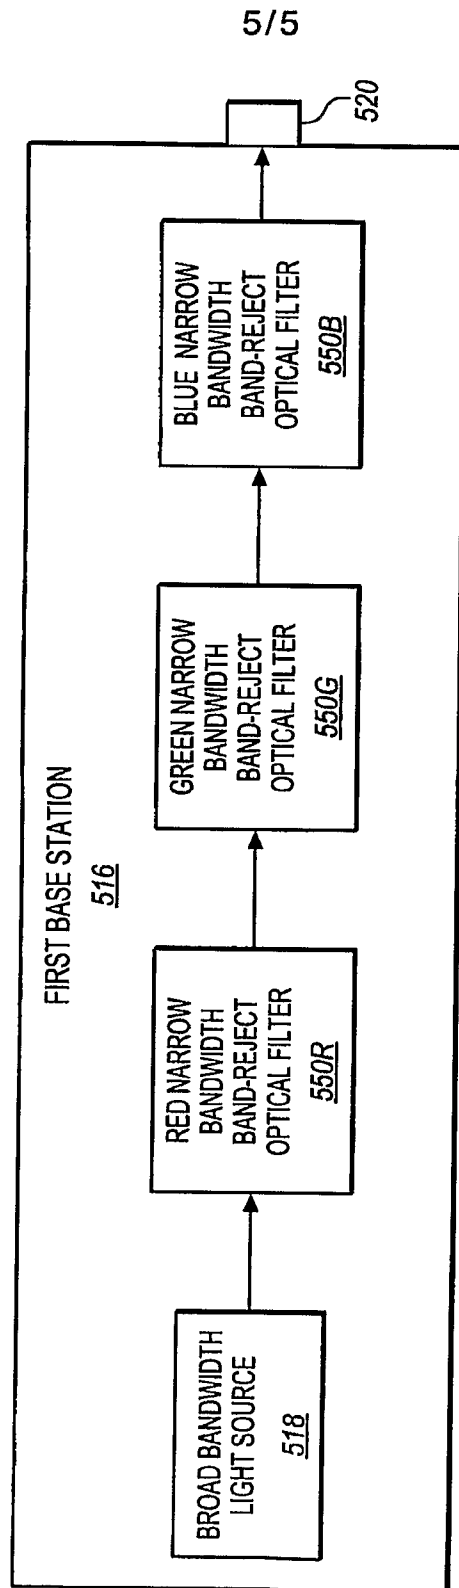 5/5
FIRST BASE STATION
516
BROAD BANDWIDTH
LIGHT SOURCE
518
RED NARROW
BANDWIDTH
BAND-REJECT
OPTICAL FILTER
550R
GREEN NARROW
BANDWIDTH
BAND-REJECT
OPTICAL FILTER
550G
BLUE NARROW
BANDWIDTH
BAND-REJECT
OPTICAL FILTER
550B
520